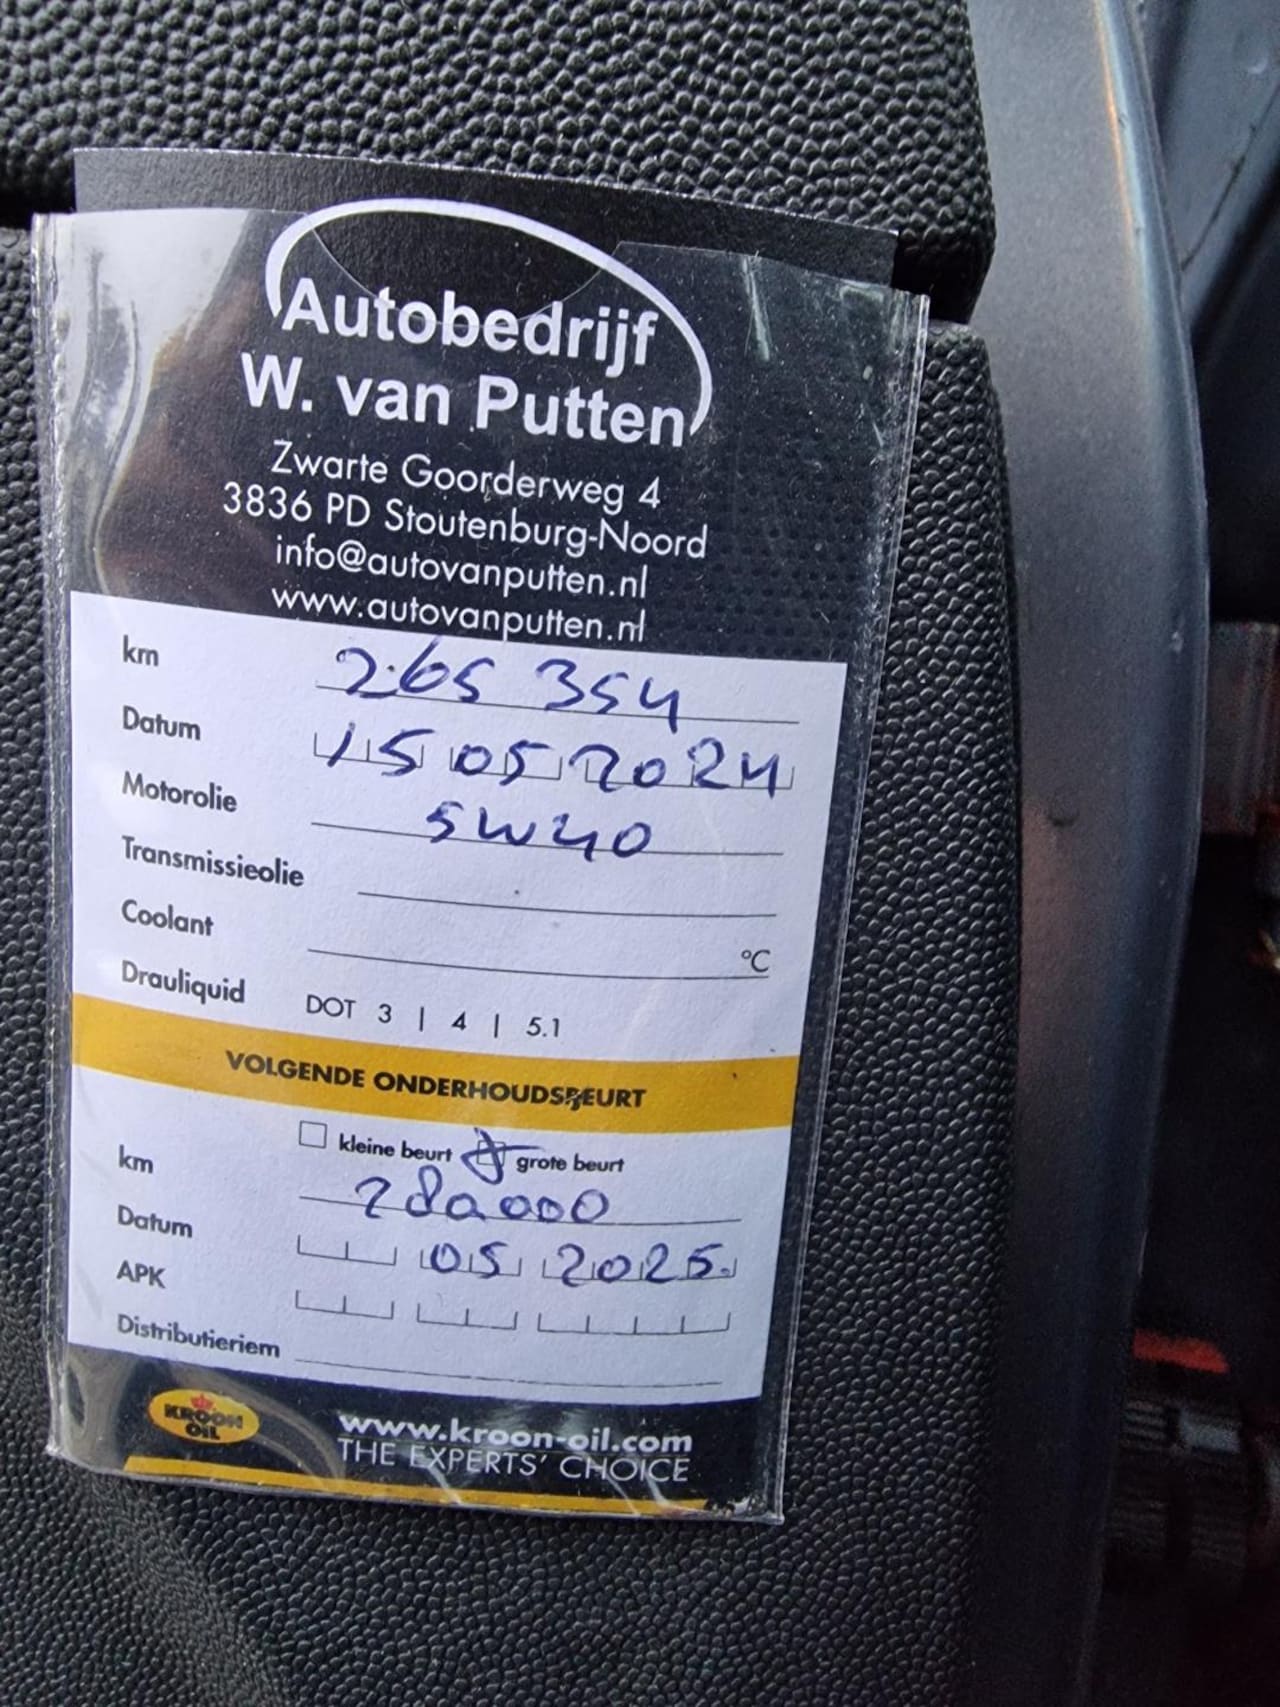 Autobedrijf
W. van Putten
Zwarte Goorderweg 4
3836 PD Stoutenburg-Noord
info@autovanputten.nl
www.autovanputten.nl
km 265 354
Datum 15 05 2024
Motorolie 5W40
Transmissieolie
Coolant °C
Drauliquid DOT 3 | 4 | 5.1
VOLGENDE ONDERHOUDSBEURT
kleine beurt grote beurt
km 280000
Datum 05 2025
APK
Distributieriem
KROON OIL
www.kroon-oil.com
THE EXPERTS' CHOICE